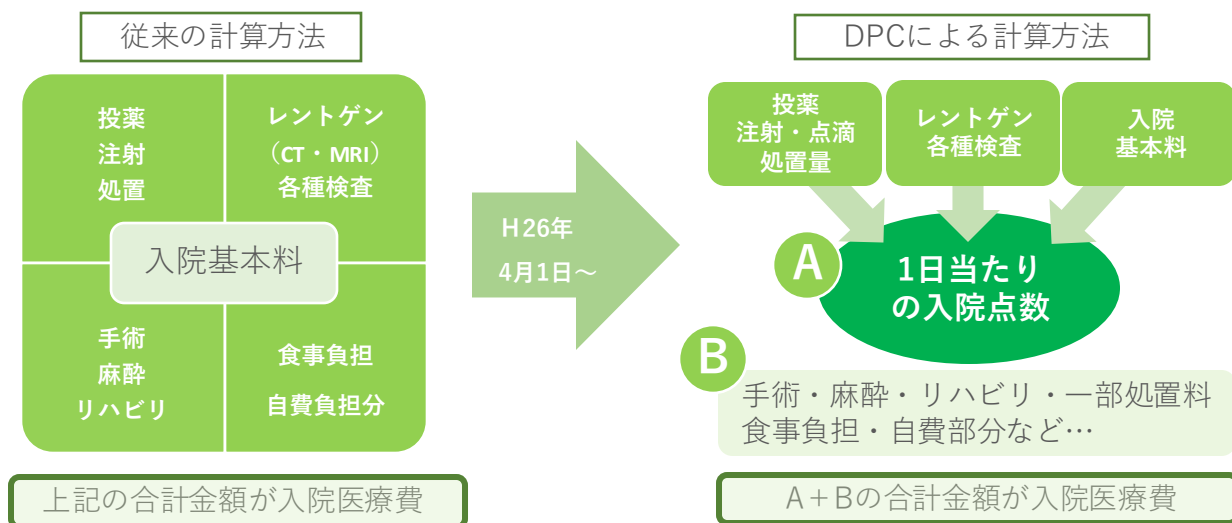 従来の計算方法
投薬
注射
処置
レントゲン
（CT・MRI）
各種検査
入院基本料
手術
麻酔
リハビリ
食事負担
自費負担分
上記の合計金額が入院医療費
H26年
4月1日～
DPCによる計算方法
投薬
注射・点滴
処置量
レントゲン
各種検査
入院
基本料
A
1日当たり
の入院点数
B
手術・麻酔・リハビリ・一部処置料
食事負担・自費部分など…
A＋Bの合計金額が入院医療費